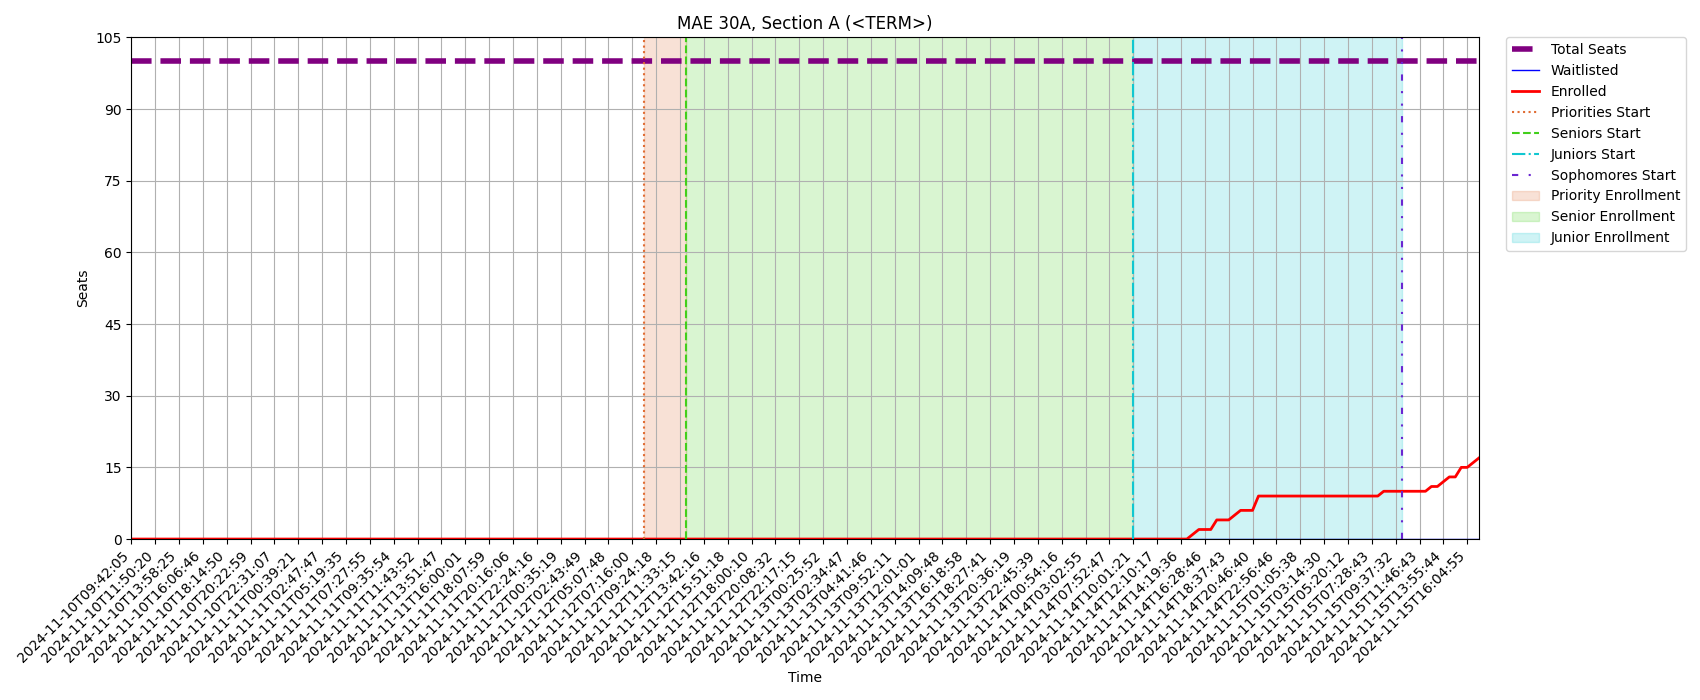 MAE 30A, Section A (<TERM>)
105
90
75
60
45
30
15
0
Seats
2024-11-10T09:42:05
2024-11-10T11:50:20
2024-11-10T13:58:25
2024-11-10T16:06:46
2024-11-10T18:14:50
2024-11-10T20:22:59
2024-11-10T22:31:07
2024-11-11T00:39:21
2024-11-11T02:47:47
2024-11-11T05:19:35
2024-11-11T07:27:55
2024-11-11T09:35:54
2024-11-11T11:43:52
2024-11-11T13:51:47
2024-11-11T16:00:01
2024-11-11T18:07:59
2024-11-11T20:16:06
2024-11-11T22:24:16
2024-11-12T00:35:19
2024-11-12T02:43:49
2024-11-12T05:07:48
2024-11-12T07:16:00
2024-11-12T09:24:18
2024-11-12T11:33:15
2024-11-12T13:42:16
2024-11-12T15:51:18
2024-11-12T18:00:10
2024-11-12T20:08:32
2024-11-12T22:17:15
2024-11-13T00:25:52
2024-11-13T02:34:47
2024-11-13T04:41:46
2024-11-13T09:52:11
2024-11-13T12:01:01
2024-11-13T14:09:48
2024-11-13T16:18:58
2024-11-13T18:27:41
2024-11-13T20:36:19
2024-11-13T22:45:39
2024-11-14T00:54:16
2024-11-14T03:02:55
2024-11-14T07:52:47
2024-11-14T10:01:21
2024-11-14T12:10:17
2024-11-14T14:19:36
2024-11-14T16:28:46
2024-11-14T18:37:43
2024-11-14T20:46:40
2024-11-14T22:56:46
2024-11-15T01:05:38
2024-11-15T03:14:30
2024-11-15T05:20:12
2024-11-15T07:28:43
2024-11-15T09:37:32
2024-11-15T11:46:43
2024-11-15T13:55:44
2024-11-15T16:04:55
Time
Total Seats
Waitlisted
Enrolled
Priorities Start
Seniors Start
Juniors Start
Sophomores Start
Priority Enrollment
Senior Enrollment
Junior Enrollment